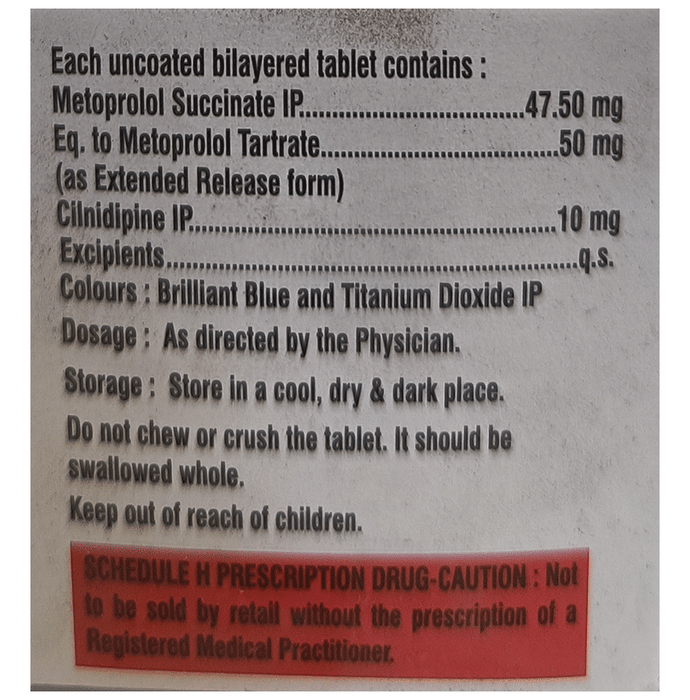 Each uncoated bilayered tablet contains :
Metoprolol Succinate IP..............................47.50 mg
Eq. to Metoprolol Tartrate..............................50 mg
(as Extended Release form)
Cilnidipine IP..............................10 mg
Excipients..............................q.s.
Colours : Brilliant Blue and Titanium Dioxide IP
Dosage : As directed by the Physician.
Storage : Store in a cool, dry & dark place.
Do not chew or crush the tablet. It should be
swallowed whole.
Keep out of reach of children.
SCHEDULE H PRESCRIPTION DRUG-CAUTION : Not
to be sold by retail without the prescription of a
Registered Medical Practitioner.